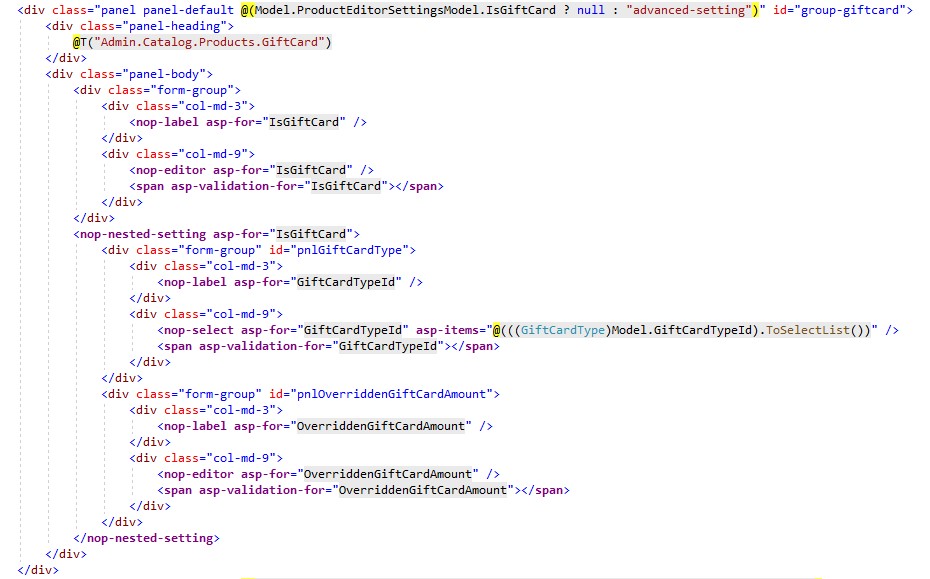 <div class="panel panel-default @(Model.ProductEditorSettingsModel.IsGiftCard ? null : "advanced-setting")" id="group-giftcard">
<div class="panel-heading">
@T("Admin.Catalog.Products.GiftCard")
</div>
<div class="panel-body">
<div class="form-group">
<div class="col-md-3">
<nop-label asp-for="IsGiftCard" />
</div>
<div class="col-md-9">
<nop-editor asp-for="IsGiftCard" />
<span asp-validation-for="IsGiftCard"></span>
</div>
</div>
<nop-nested-setting asp-for="IsGiftCard">
<div class="form-group" id="pnlGiftCardType">
<div class="col-md-3">
<nop-label asp-for="GiftCardTypeId" />
</div>
<div class="col-md-9">
<nop-select asp-for="GiftCardTypeId" asp-items="@(((GiftCardType)Model.GiftCardTypeId).ToSelectList())" />
<span asp-validation-for="GiftCardTypeId"></span>
</div>
</div>
<div class="form-group" id="pnlOverriddenGiftCardAmount">
<div class="col-md-3">
<nop-label asp-for="OverriddenGiftCardAmount" />
</div>
<div class="col-md-9">
<nop-editor asp-for="OverriddenGiftCardAmount" />
<span asp-validation-for="OverriddenGiftCardAmount"></span>
</div>
</div>
</nop-nested-setting>
</div>
</div>